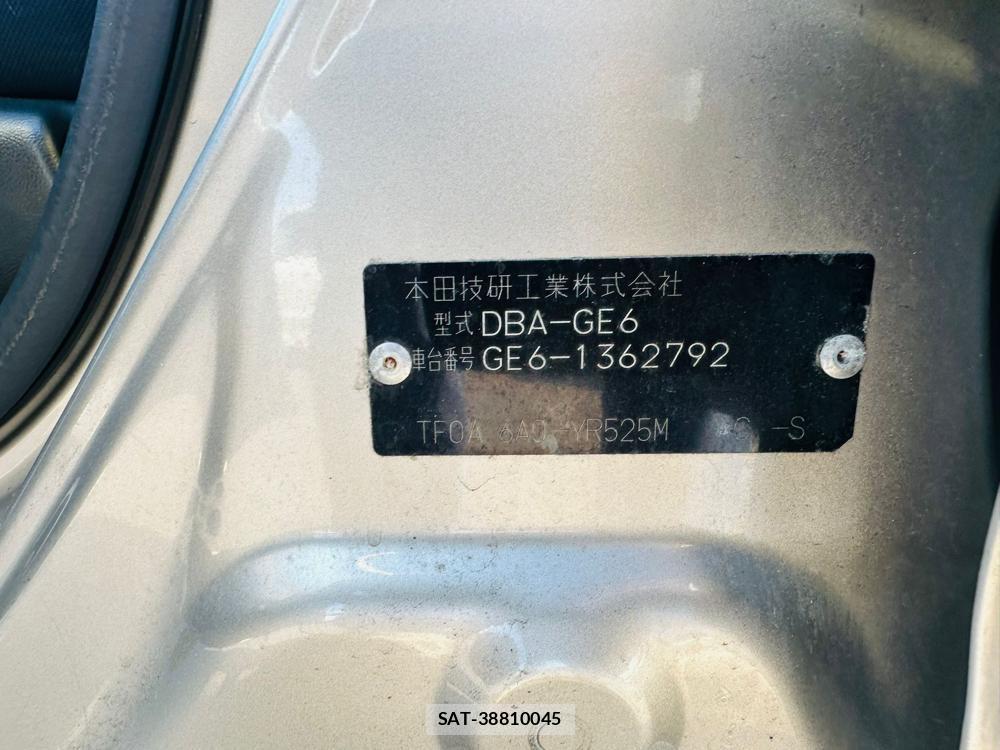 本田技研工業株式会社
型式 DBA-GE6
車台番号 GE6-1362792
TF0A 6AJ-YR525M -S
SAT-38810045